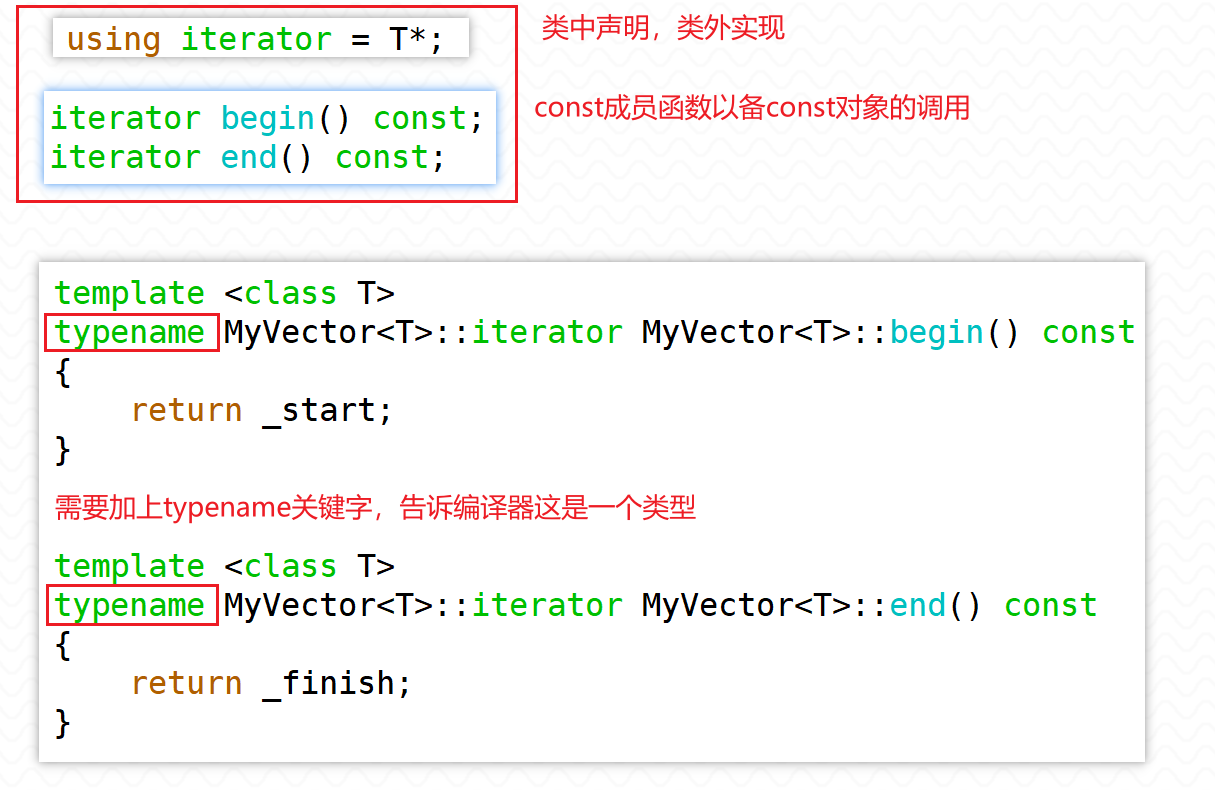 using iterator = T*;
类中声明，类外实现
iterator begin() const;
iterator end() const;
const成员函数以备const对象的调用
template <class T>
typename MyVector<T>::iterator MyVector<T>::begin() const
{
    return _start;
}
需要加上typename关键字，告诉编译器这是一个类型
template <class T>
typename MyVector<T>::iterator MyVector<T>::end() const
{
    return _finish;
}